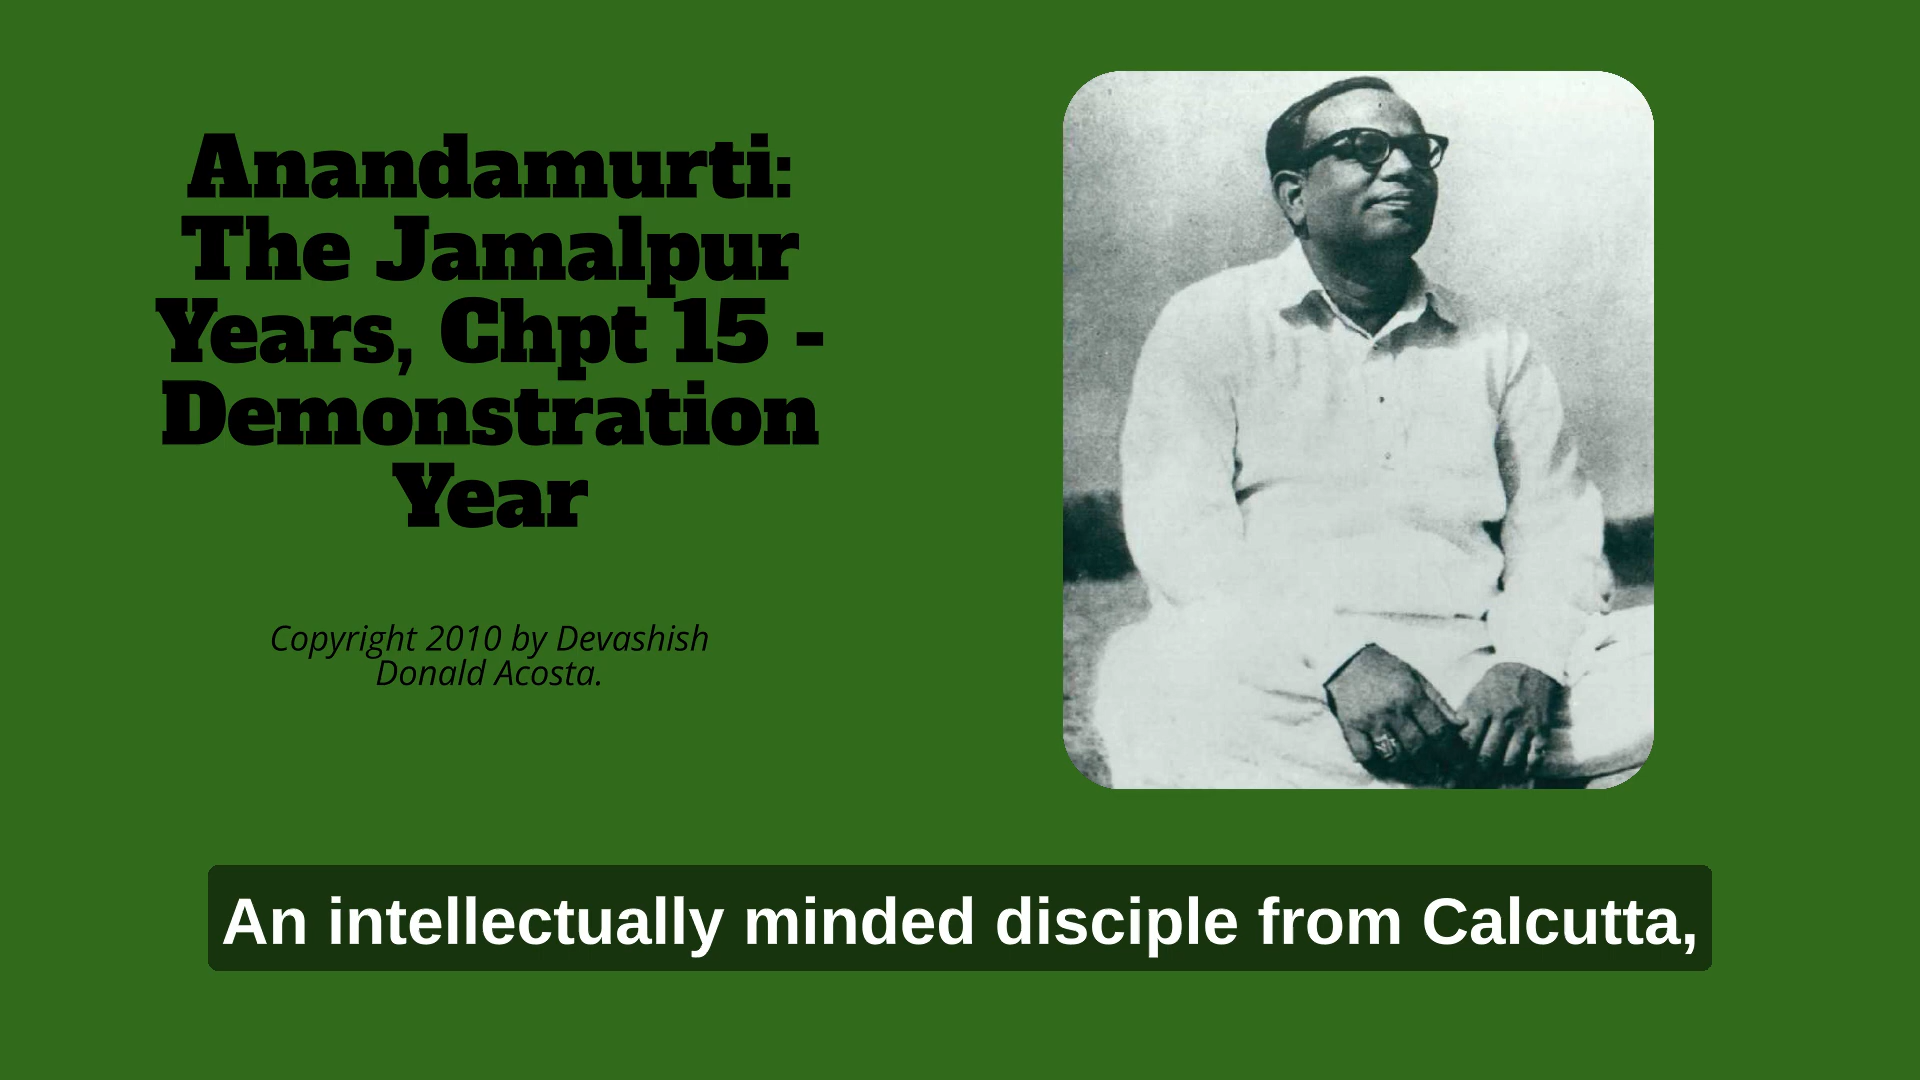 Anandamurti:
The Jamalpur
Years, Chpt 15 -
Demonstration
Year
Copyright 2010 by Devashish
Donald Acosta.
An intellectually minded disciple from Calcutta,